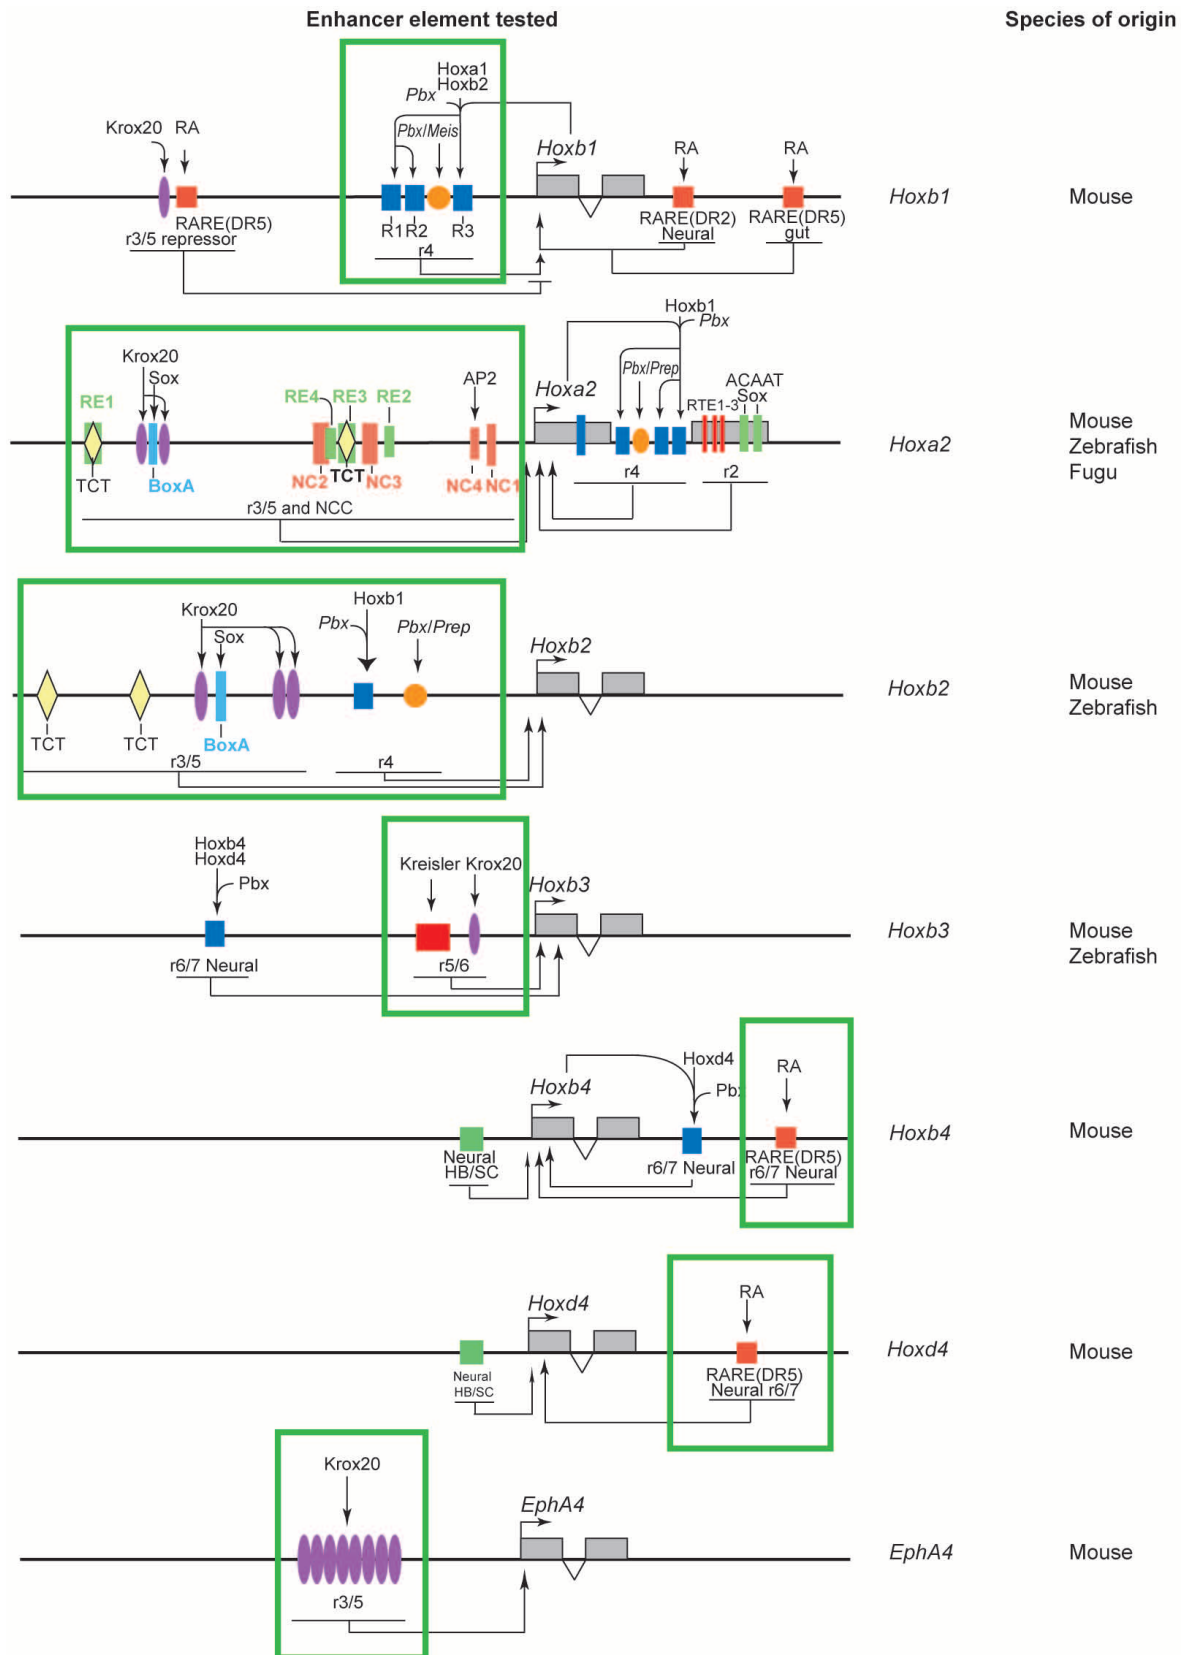 Enhancer element tested
Species of origin
Hoxa1
Hoxb2
Pbx
Krox20 RA
Pbx/Meis
Hoxb1
RA
RA
RARE(DR5)
r3/5 repressor
R1 R2 R3
r4
RARE(DR2)
Neural
RARE(DR5)
gut
Hoxb1
Mouse
Hoxb1
Pbx
Krox20
Sox
RE1
RE4 RE3 RE2
AP2
Hoxa2
Pbx/Prep
ACAAT
RTE1-3 Sox
TCT
BoxA
NC2 TCT NC3
NC4 NC1
r3/5 and NCC
r4
r2
Hoxa2
Mouse
Zebrafish
Fugu
Krox20
Sox
Hoxb1
Pbx
Pbx/Prep
Hoxb2
TCT
TCT
BoxA
r3/5
r4
Hoxb2
Mouse
Zebrafish
Hoxb4
Hoxd4
Pbx
Kreisler Krox20
Hoxb3
r6/7 Neural
r5/6
Hoxb3
Mouse
Zebrafish
Hoxb4
Hoxd4
Pbx
RA
Neural
HB/SC
r6/7 Neural
RARE(DR5)
r6/7 Neural
Hoxb4
Mouse
Hoxd4
RA
Neural
HB/SC
RARE(DR5)
Neural r6/7
Hoxd4
Mouse
Krox20
EphA4
r3/5
EphA4
Mouse